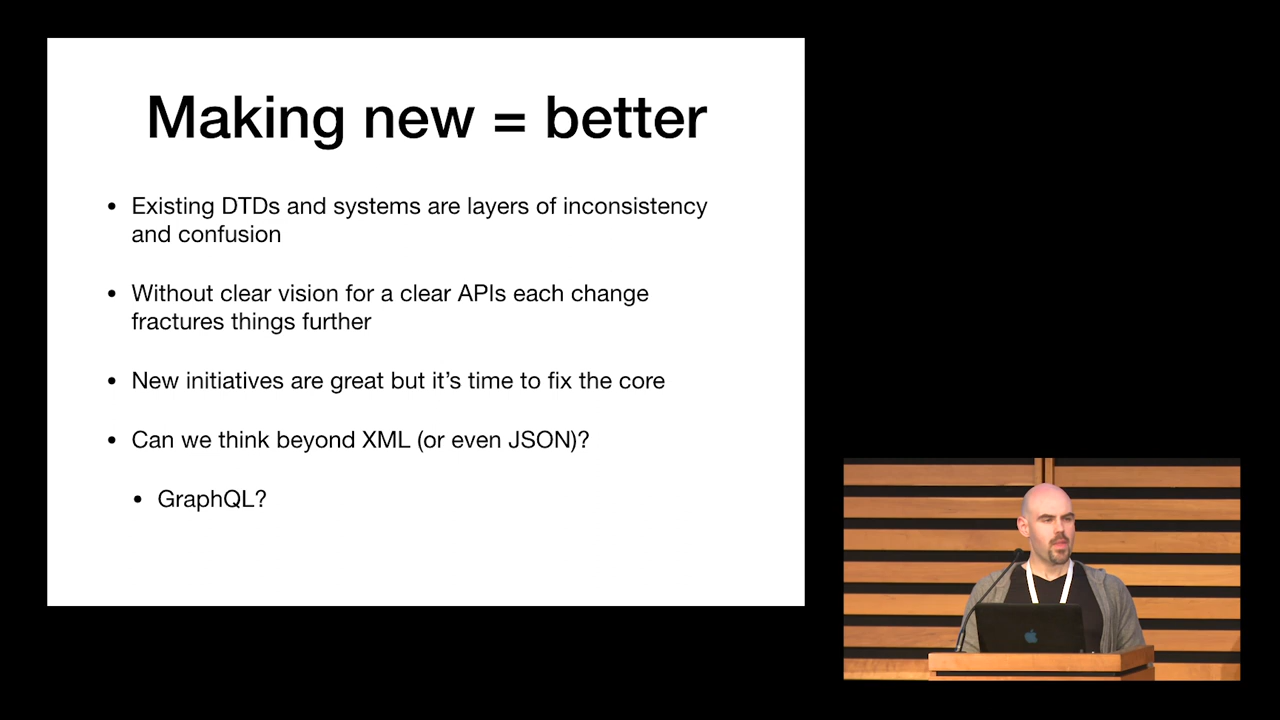 Making new = better
• Existing DTDs and systems are layers of inconsistency
and confusion
• Without clear vision for a clear APIs each change
fractures things further
• New initiatives are great but it's time to fix the core
• Can we think beyond XML (or even JSON)?
• GraphQL?